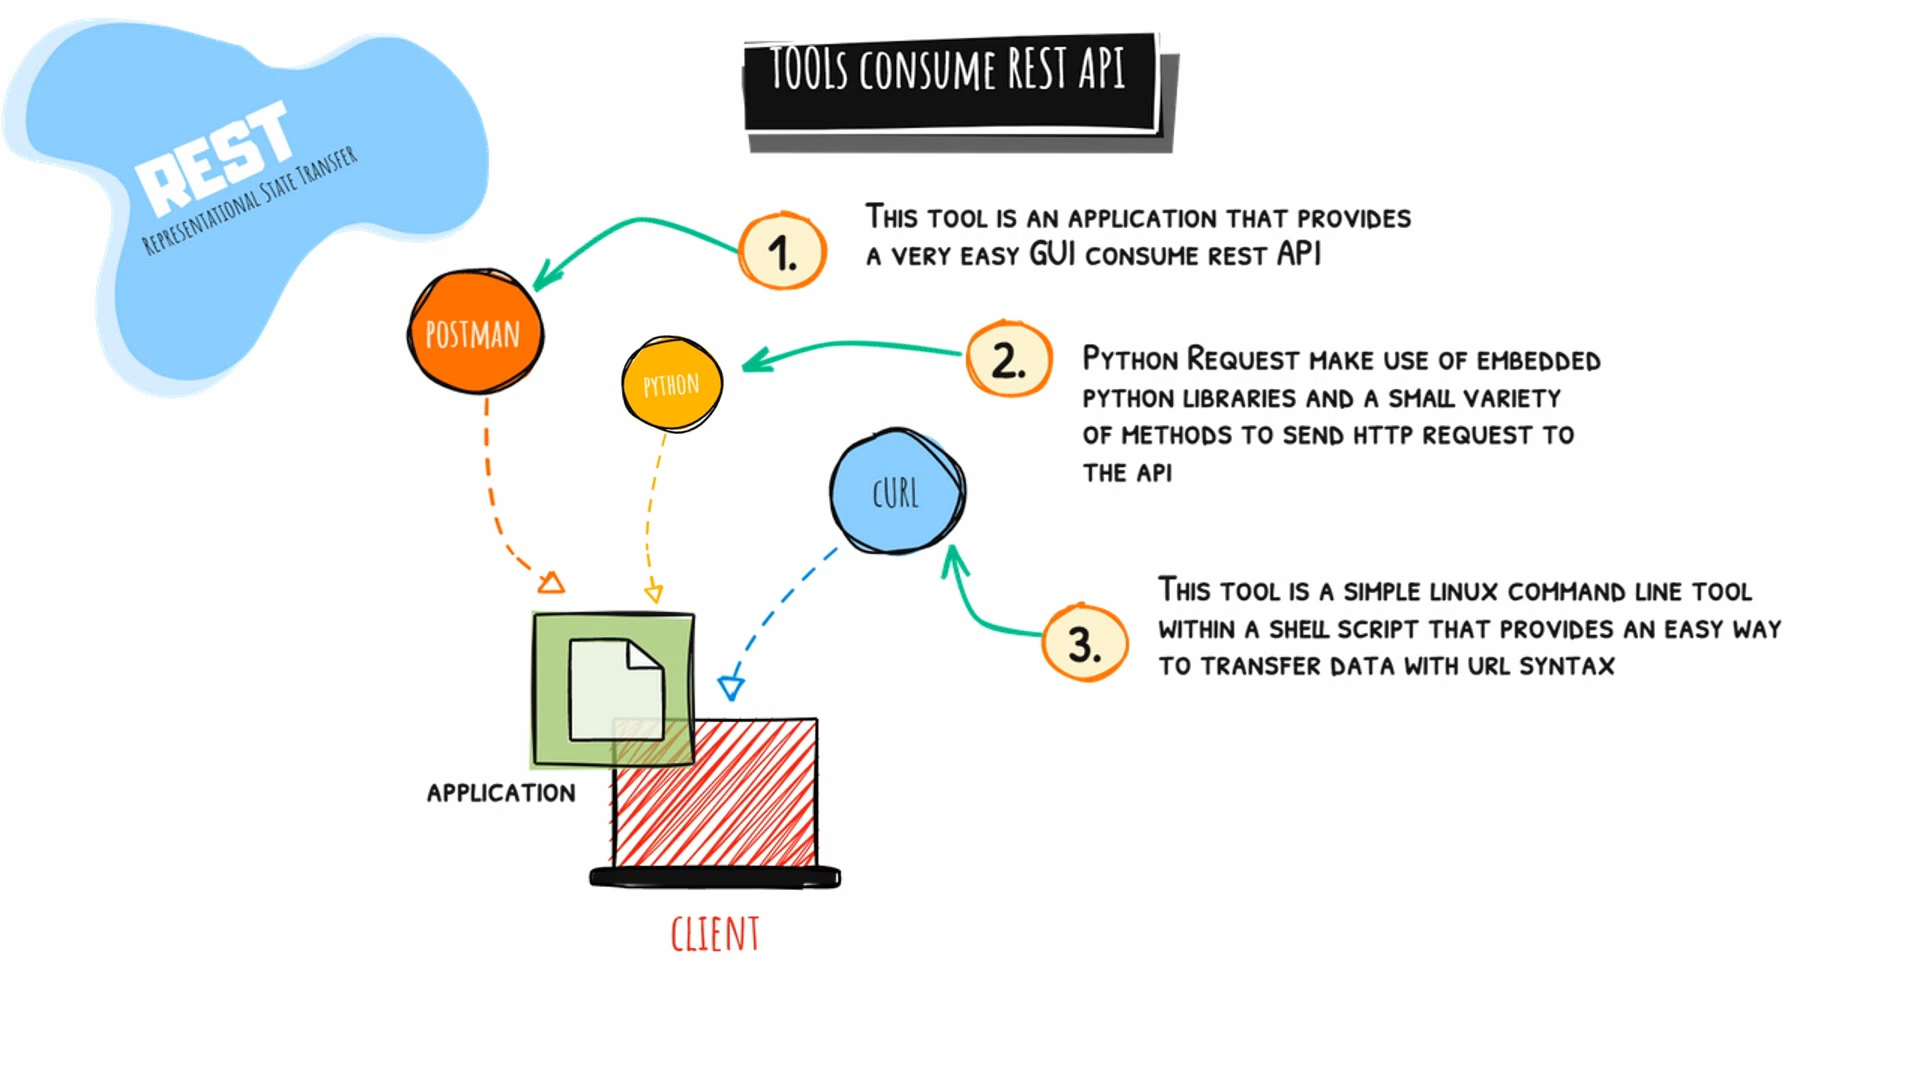 TOOLs consume REST API
REST
Representational State Transfer
1.
This tool is an application that provides
a very easy GUI consume rest API
POSTMAN
2.
Python Request make use of embedded
python libraries and a small variety
of methods to send http request to
the api
PYTHON
cURL
3.
This tool is a simple linux command line tool
within a shell script that provides an easy way
to transfer data with url syntax
application
CLIENT